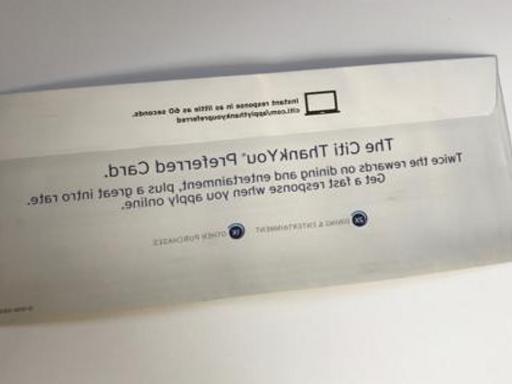 Instant response in as little as 60 seconds.
citi.com/applythankyoupreferred
The Citi ThankYou® Preferred Card.
Twice the rewards on dining and entertainment, plus a great intro rate.
Get a fast response when you apply online.
2X DINING & ENTERTAINMENT 1X OTHER PURCHASES